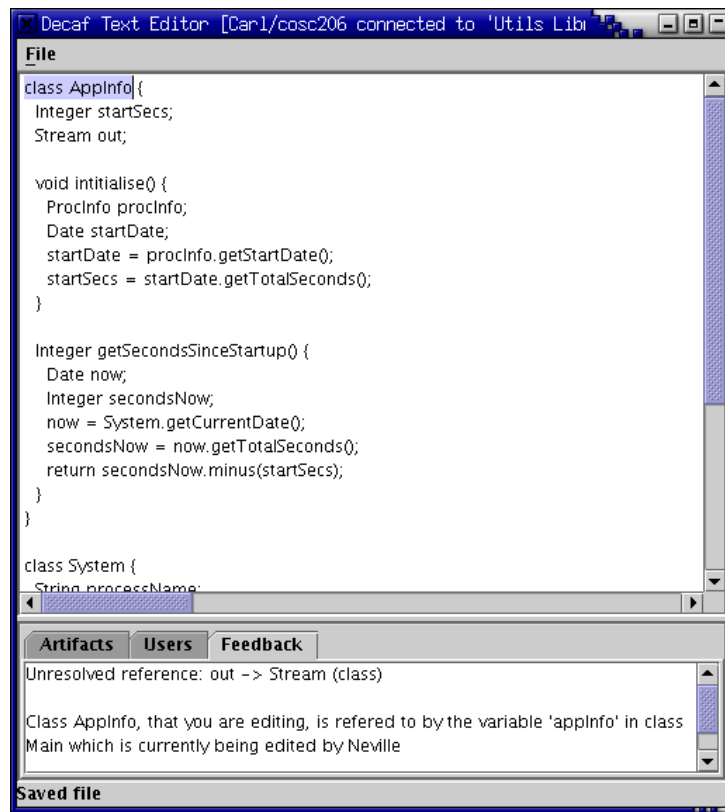 Decaf Text Editor [Carl/cosc206 connected to 'Utils Libr
File
class AppInfo {
Integer startSecs;
Stream out;
void intitialise() {
ProcInfo procInfo;
Date startDate;
startDate = procInfo.getStartDate();
startSecs = startDate.getTotalSeconds();
}
Integer getSecondsSinceStartup() {
Date now;
Integer secondsNow;
now = System.getCurrentDate();
secondsNow = now.getTotalSeconds();
return secondsNow.minus(startSecs);
}
}
class System {
String processName;
Artifacts Users Feedback
Unresolved reference: out -> Stream (class)
Class AppInfo, that you are editing, is refered to by the variable 'appInfo' in class
Main which is currently being edited by Neville
Saved file